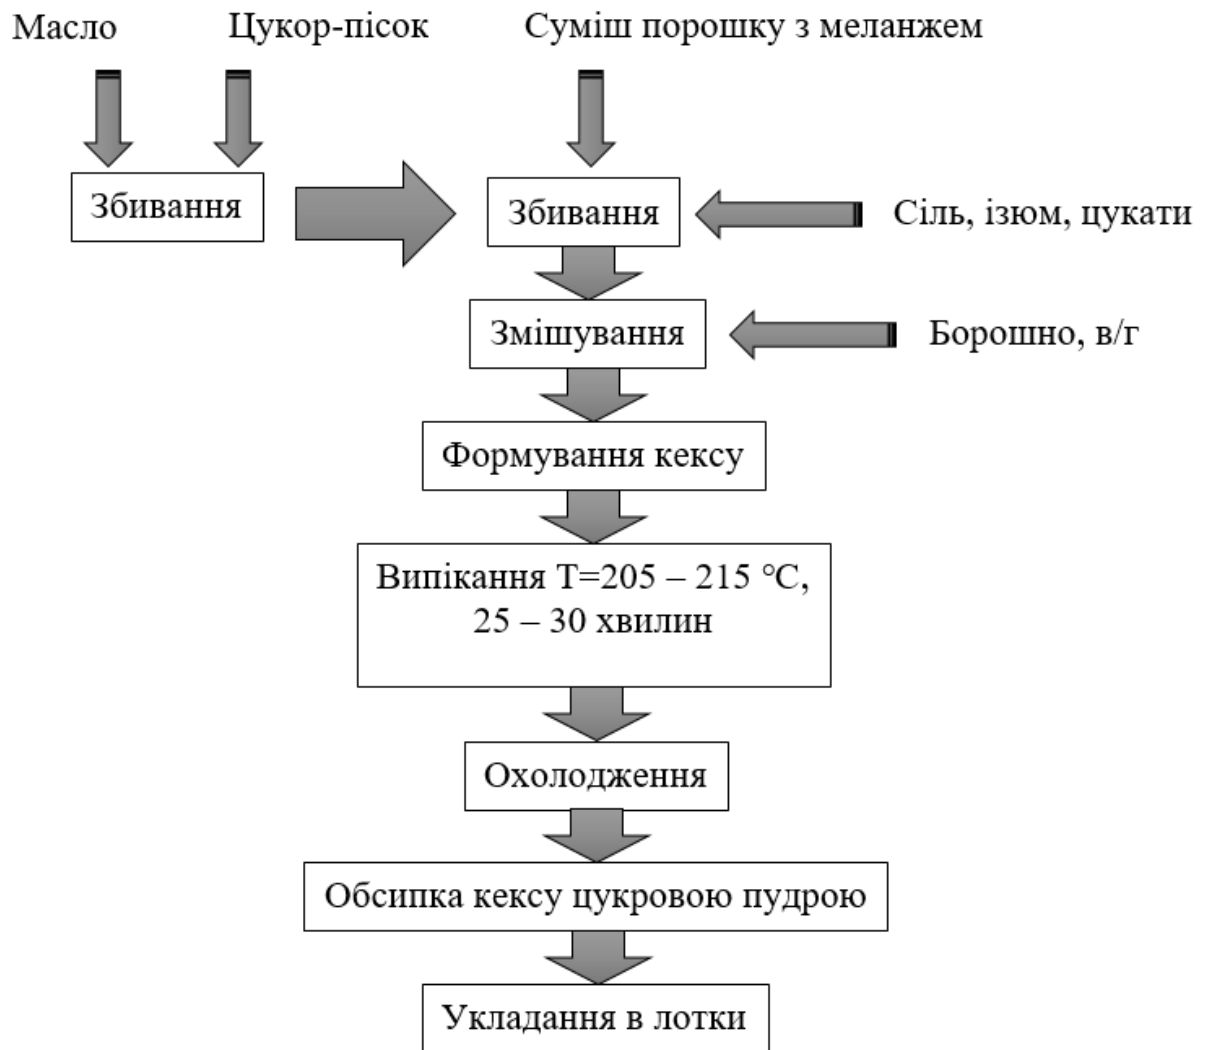 Масло
Цукор-пісок
Суміш порошку з меланжем
Збивання
Збивання
Сіль, ізюм, цукати
Змішування
Борошно, в/г
Формування кексу
Випікання Т=205 – 215 ℃,
25 – 30 хвилин
Охолодження
Обсипка кексу цукровою пудрою
Укладання в лотки